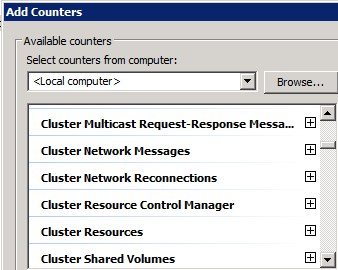 Add Counters
Available counters
Select counters from computer:
<Local computer>
Browse...
Cluster Multicast Request-Response Messa...
Cluster Network Messages
Cluster Network Reconnections
Cluster Resource Control Manager
Cluster Resources
Cluster Shared Volumes